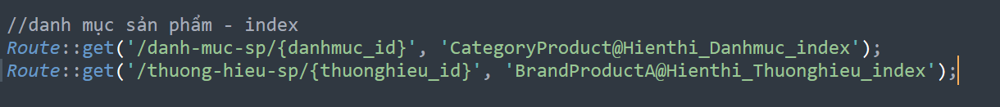 //danh mục sản phẩm - index
Route::get('/danh-muc-sp/{danhmuc_id}', 'CategoryProduct@Hienthi_Danhmuc_index');
Route::get('/thuong-hieu-sp/{thuonghieu_id}', 'BrandProductA@Hienthi_Thuonghieu_index');